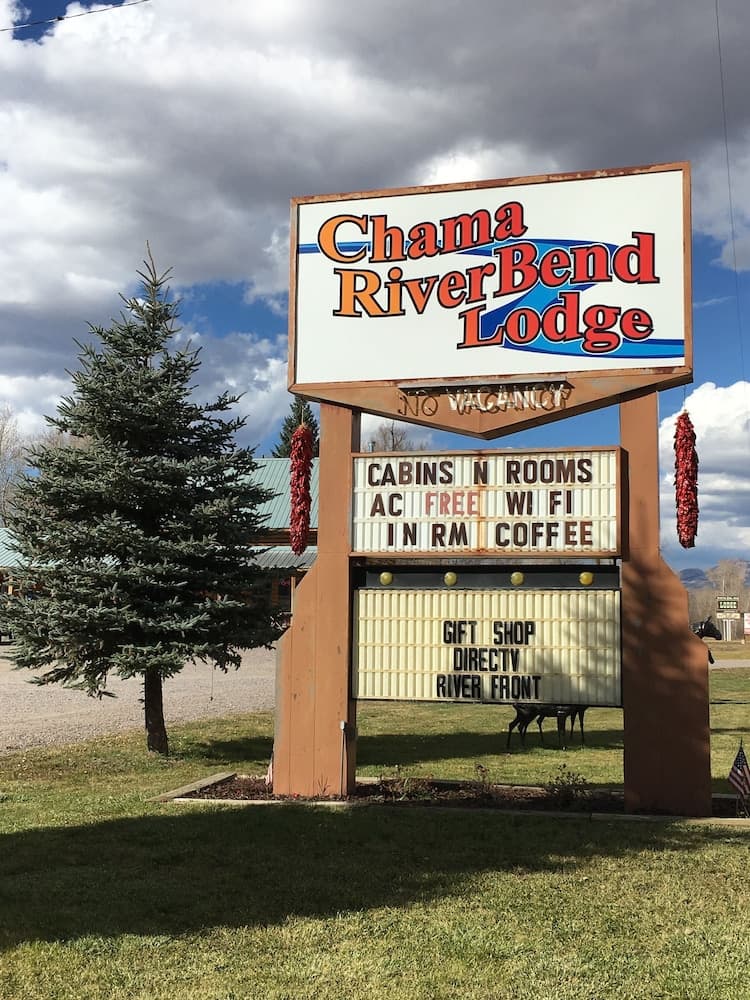 Chama
RiverBend
Lodge
NO VACANCY
CABINS N ROOMS
AC FREE WI FI
IN RM COFFEE
GIFT SHOP
DIRECTV
RIVER FRONT
LODGE